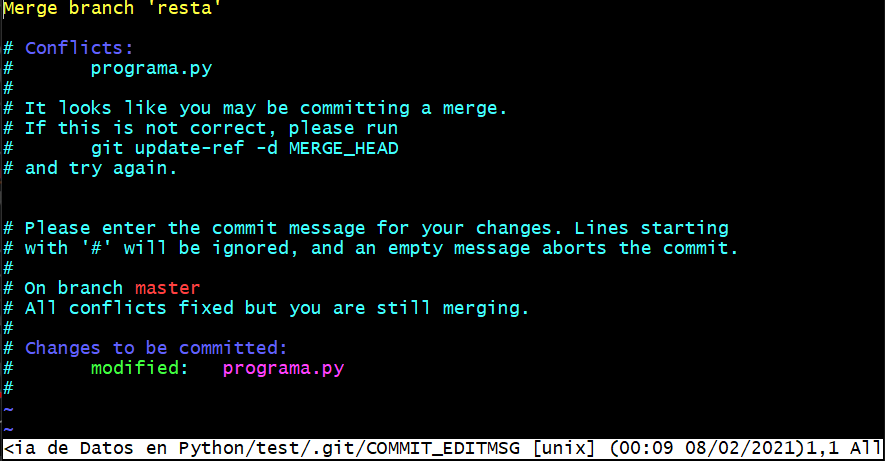 Merge branch 'resta'
# Conflicts:
#       programa.py
#
# It looks like you may be committing a merge.
# If this is not correct, please run
#       git update-ref -d MERGE_HEAD
# and try again.
# Please enter the commit message for your changes. Lines starting
# with '#' will be ignored, and an empty message aborts the commit.
#
# On branch master
# All conflicts fixed but you are still merging.
#
# Changes to be committed:
#       modified:   programa.py
#
~
~
<ia de Datos en Python/test/.git/COMMIT_EDITMSG [unix] (00:09 08/02/2021)1,1 All